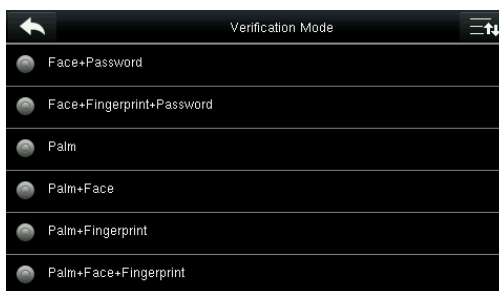 Verification Mode
Face+Password
Face+Fingerprint+Password
Palm
Palm+Face
Palm+Fingerprint
Palm+Face+Fingerprint